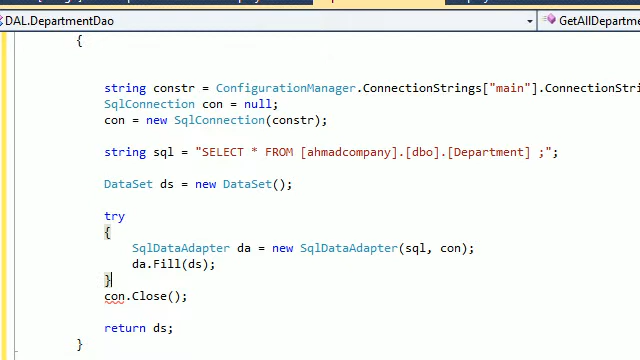 DAL.DepartmentDao GetAllDepartme
{
string constr = ConfigurationManager.ConnectionStrings["main"].ConnectionStri
SqlConnection con = null;
con = new SqlConnection(constr);
string sql = "SELECT * FROM [ahmadcompany].[dbo].[Department] ;";
DataSet ds = new DataSet();
try
{
SqlDataAdapter da = new SqlDataAdapter(sql, con);
da.Fill(ds);
}
con.Close();
return ds;
}